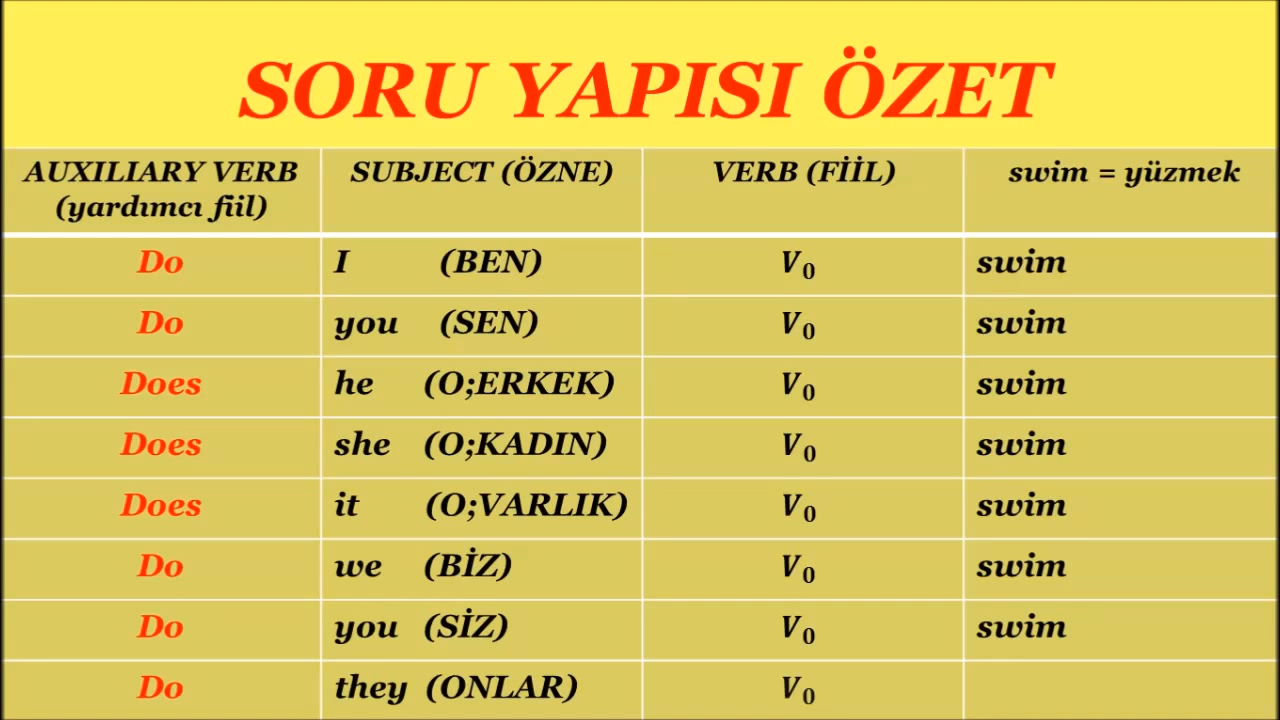 SORU YAPISI ÖZET
AUXILIARY VERB (yardımcı fiil) SUBJECT (ÖZNE) VERB (FİİL) swim = yüzmek
Do I (BEN) V₀ swim
Do you (SEN) V₀ swim
Does he (O;ERKEK) V₀ swim
Does she (O;KADIN) V₀ swim
Does it (O;VARLIK) V₀ swim
Do we (BİZ) V₀ swim
Do you (SİZ) V₀ swim
Do they (ONLAR) V₀